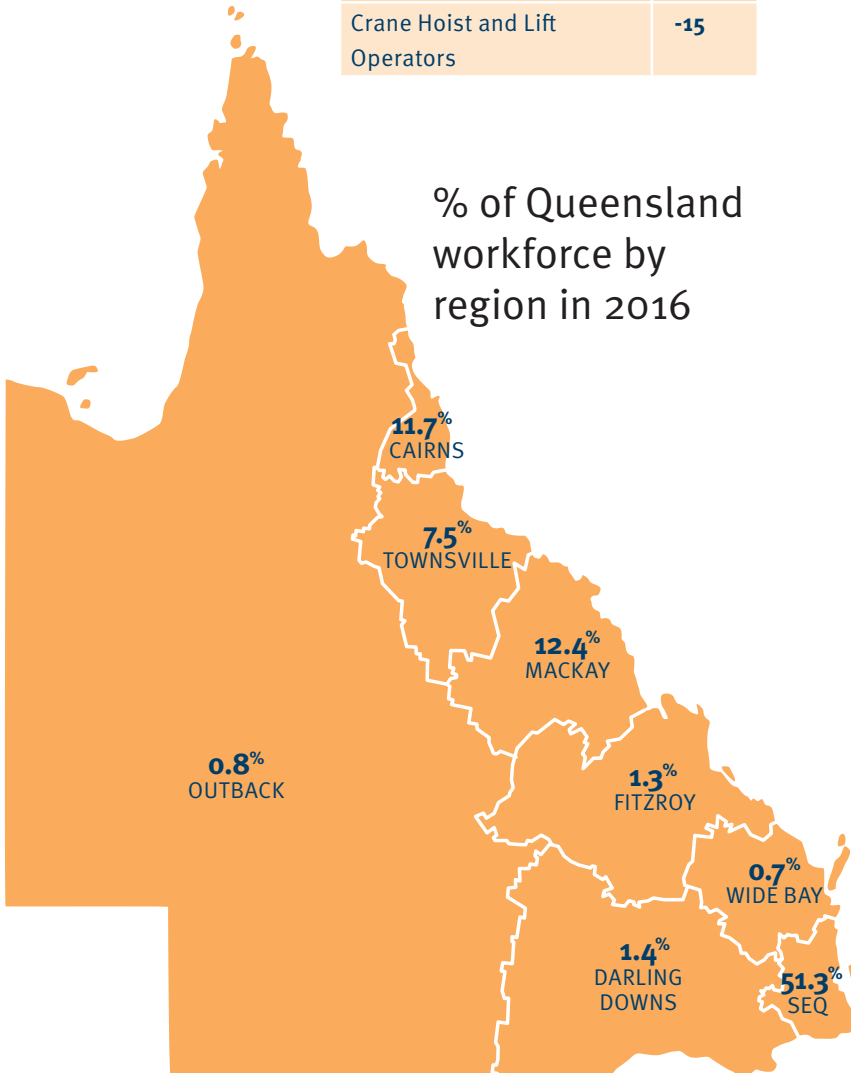 Crane Hoist and Lift -15
Operators
% of Queensland
workforce by
region in 2016
11.7%
CAIRNS
7.5%
TOWNSVILLE
12.4%
MACKAY
0.8%
OUTBACK
1.3%
FITZROY
0.7%
WIDE BAY
1.4%
DARLING
DOWNS
51.3%
SEQ